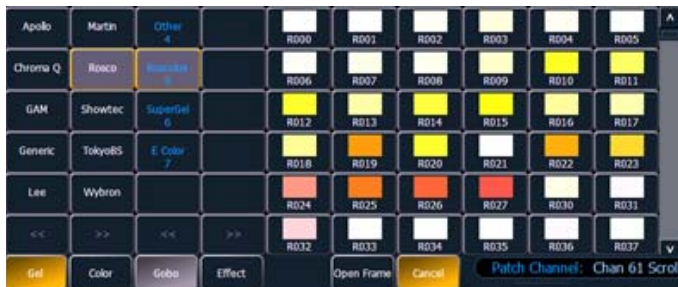 Apollo Martin Other 4 R000 R001 R002 R003 R004 R005
Chroma Q Rosco Roscolux 5 R006 R007 R008 R009 R010 R011
GAM Showtec SuperGel 6 R012 R013 R014 R015 R016 R017
Generic TokyoBS E Color 7 R018 R019 R020 R021 R022 R023
Lee Wybron R024 R025 R026 R027 R030 R031
<< >> << >> R032 R033 R034 R035 R036 R037
Gel Color Gobo Effect Open Frame Cancel Patch Channel: Chan 61 Scrol